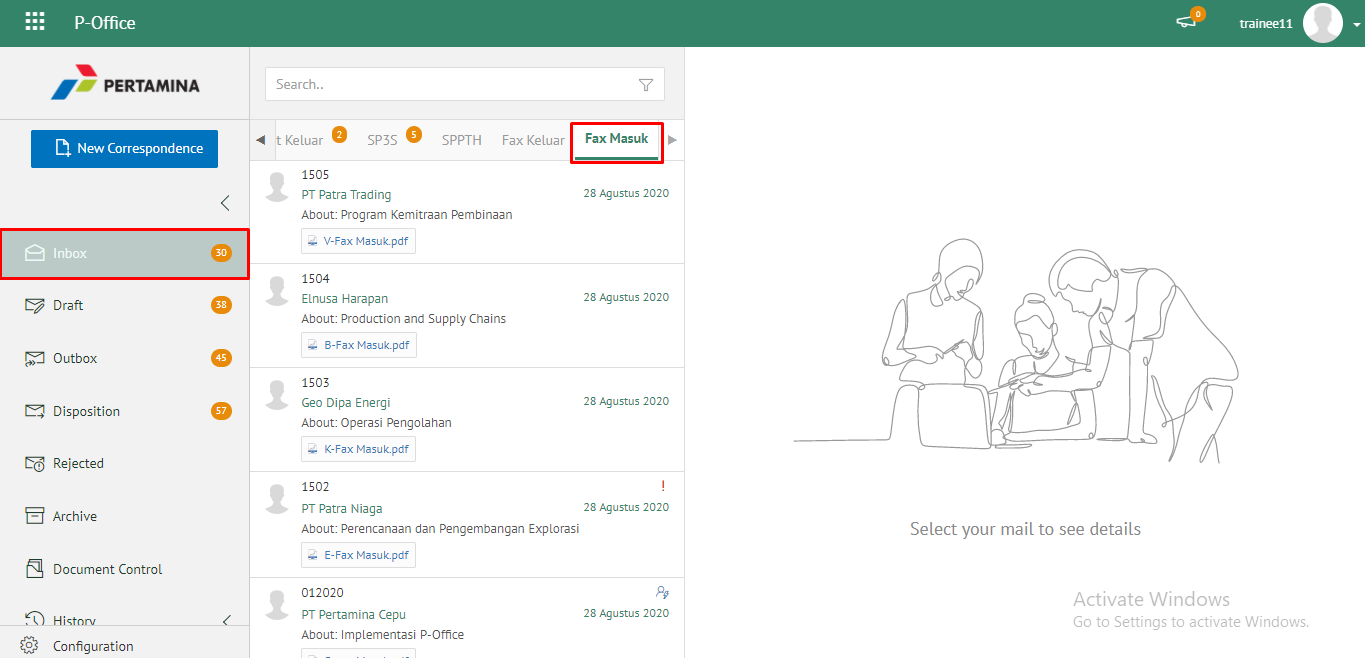 P-Office
0
trainee11
PERTAMINA
New Correspondence
Inbox 30
Draft 38
Outbox 45
Disposition 57
Rejected
Archive
Document Control
History
Configuration
Search..
t Keluar 2 SP3S 5 SPPTH Fax Keluar Fax Masuk
1505
PT Patra Trading 28 Agustus 2020
About: Program Kemitraan Pembinaan
V-Fax Masuk.pdf
1504
Elnusa Harapan 28 Agustus 2020
About: Production and Supply Chains
B-Fax Masuk.pdf
1503
Geo Dipa Energi 28 Agustus 2020
About: Operasi Pengolahan
K-Fax Masuk.pdf
1502 !
PT Patra Niaga 28 Agustus 2020
About: Perencanaan dan Pengembangan Explorasi
E-Fax Masuk.pdf
012020
PT Pertamina Cepu 28 Agustus 2020
About: Implementasi P-Office
Select your mail to see details
Activate Windows
Go to Settings to activate Windows.